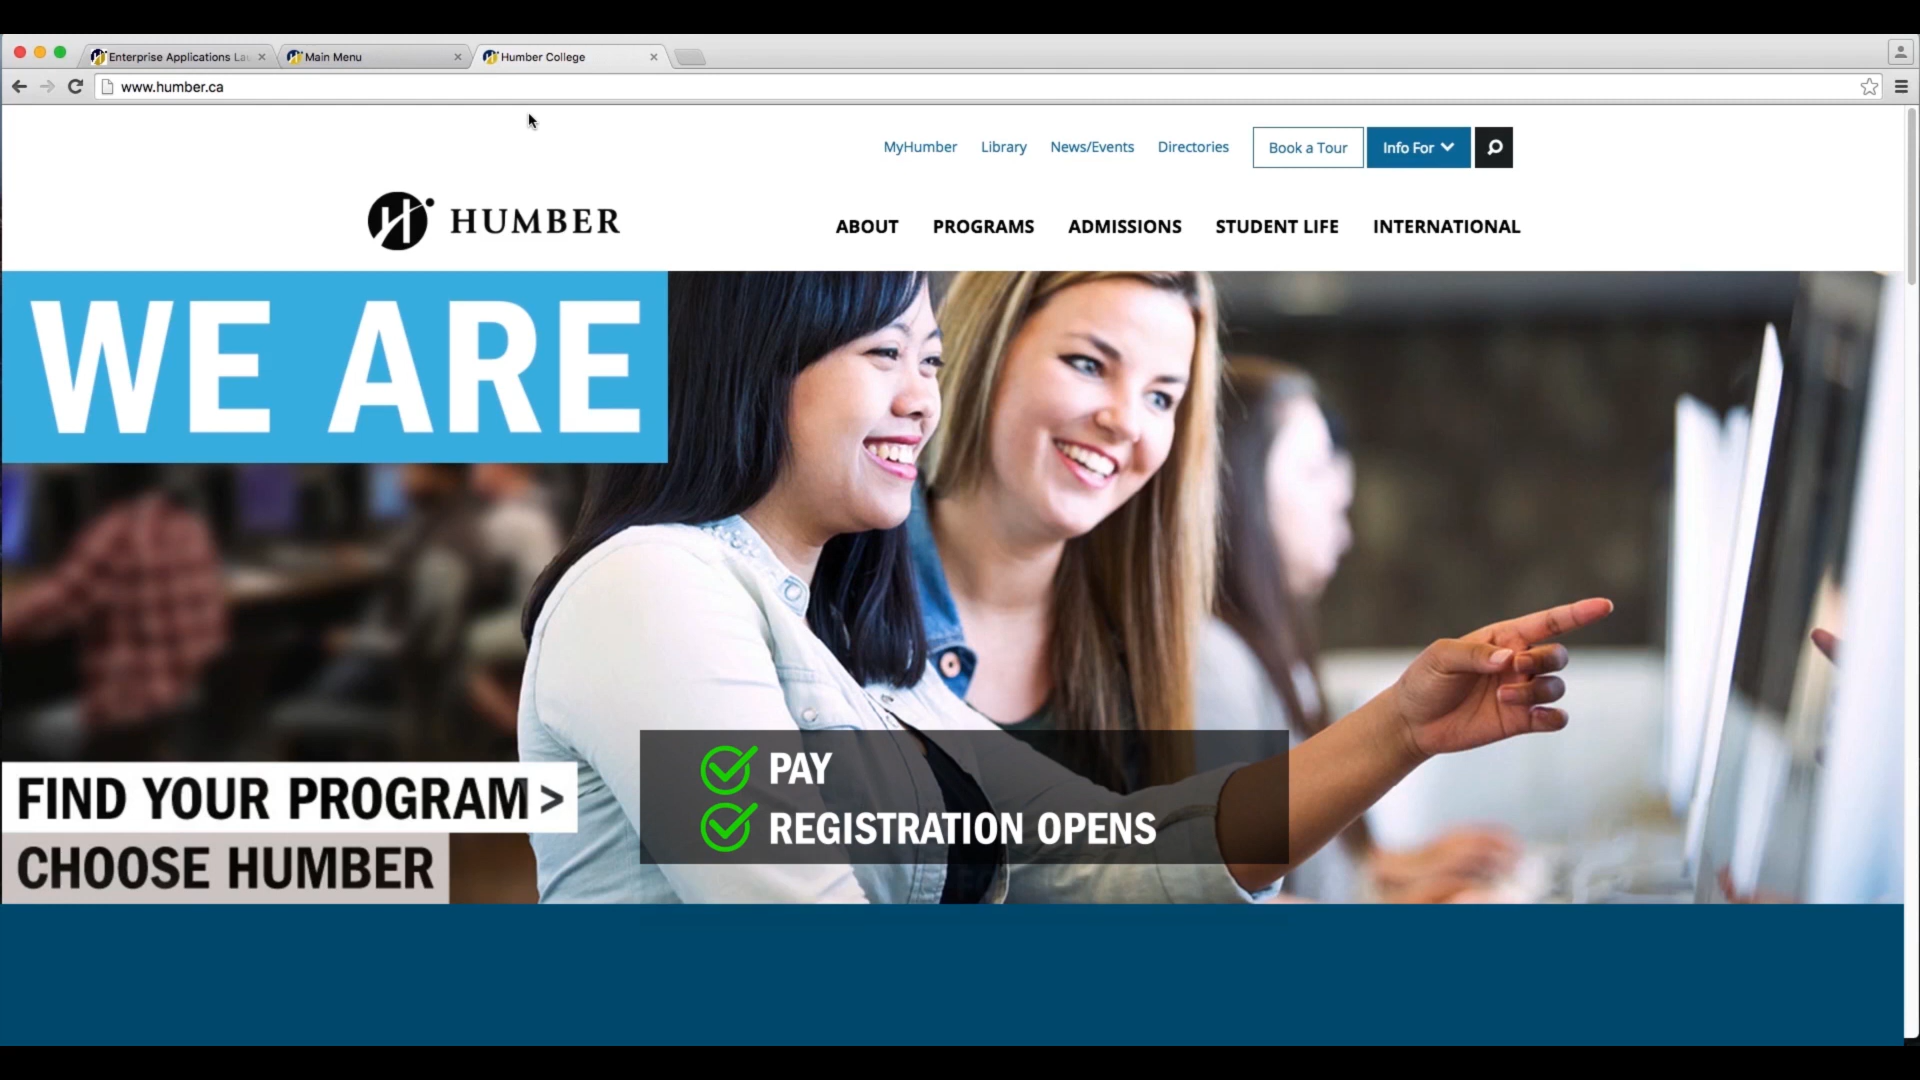 Enterprise Applications Lau
Main Menu
Humber College
www.humber.ca
MyHumber Library News/Events Directories Book a Tour Info For
HUMBER
ABOUT PROGRAMS ADMISSIONS STUDENT LIFE INTERNATIONAL
WE ARE
PAY
REGISTRATION OPENS
FIND YOUR PROGRAM >
CHOOSE HUMBER